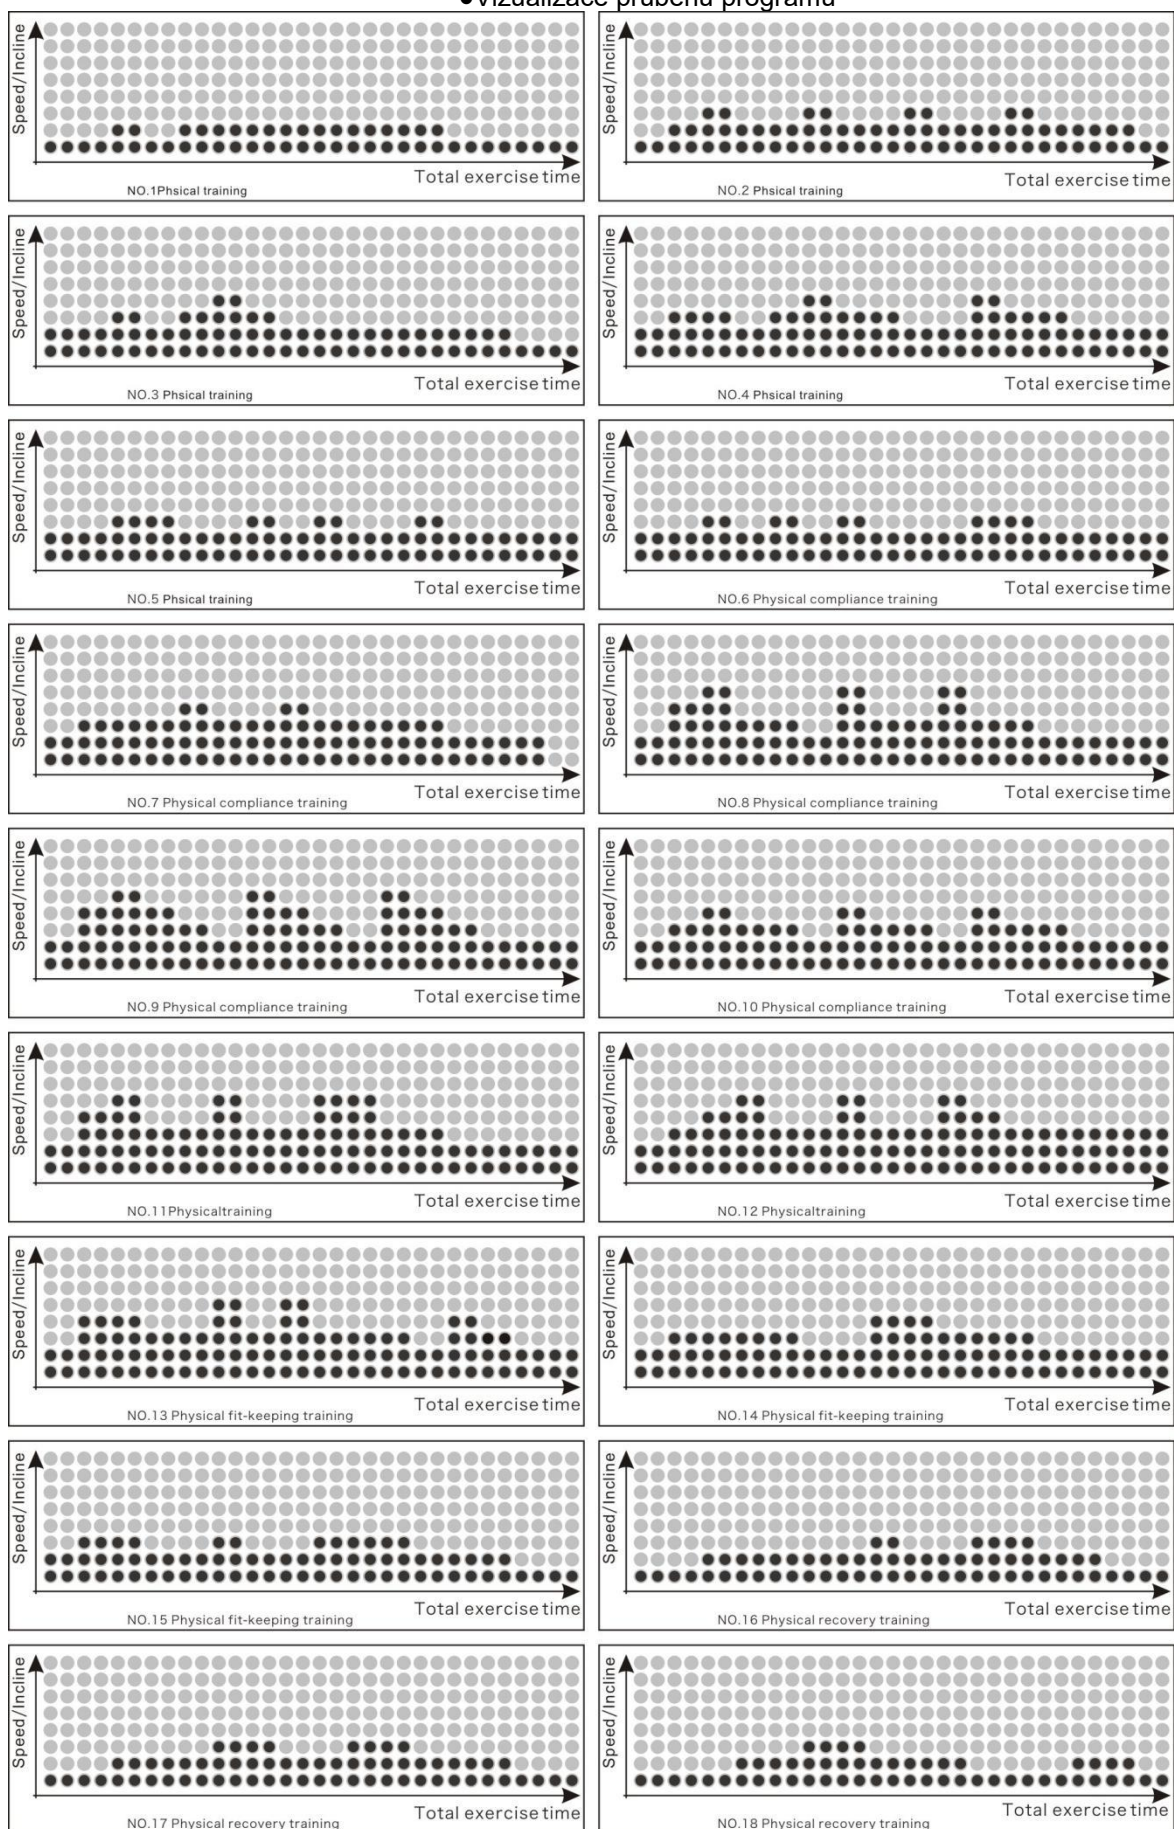 ●Vizualizace průběhu programu
Speed/Incline
Total exercise time
NO.1Phsical training
Speed/Incline
Total exercise time
NO.2 Phsical training
Speed/Incline
Total exercise time
NO.3 Phsical training
Speed/Incline
Total exercise time
NO.4 Phsical training
Speed/Incline
Total exercise time
NO.5 Phsical training
Speed/Incline
Total exercise time
NO.6 Physical compliance training
Speed/Incline
Total exercise time
NO.7 Physical compliance training
Speed/Incline
Total exercise time
NO.8 Physical compliance training
Speed/Incline
Total exercise time
NO.9 Physical compliance training
Speed/Incline
Total exercise time
NO.10 Physical compliance training
Speed/Incline
Total exercise time
NO.11Physicaltraining
Speed/Incline
Total exercise time
NO.12 Physicaltraining
Speed/Incline
Total exercise time
NO.13 Physical fit-keeping training
Speed/Incline
Total exercise time
NO.14 Physical fit-keeping training
Speed/Incline
Total exercise time
NO.15 Physical fit-keeping training
Speed/Incline
Total exercise time
NO.16 Physical recovery training
Speed/Incline
Total exercise time
NO.17 Physical recovery training
Speed/Incline
Total exercise time
NO.18 Physical recovery training